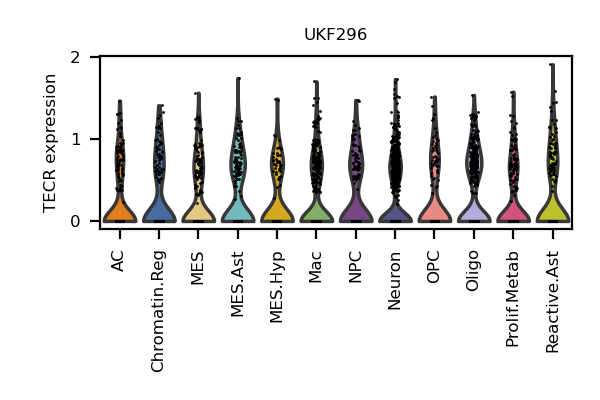 UKF296
TECR expression
2
1
0
AC
Chromatin.Reg
MES
MES.Ast
MES.Hyp
Mac
NPC
Neuron
OPC
Oligo
Prolif.Metab
Reactive.Ast